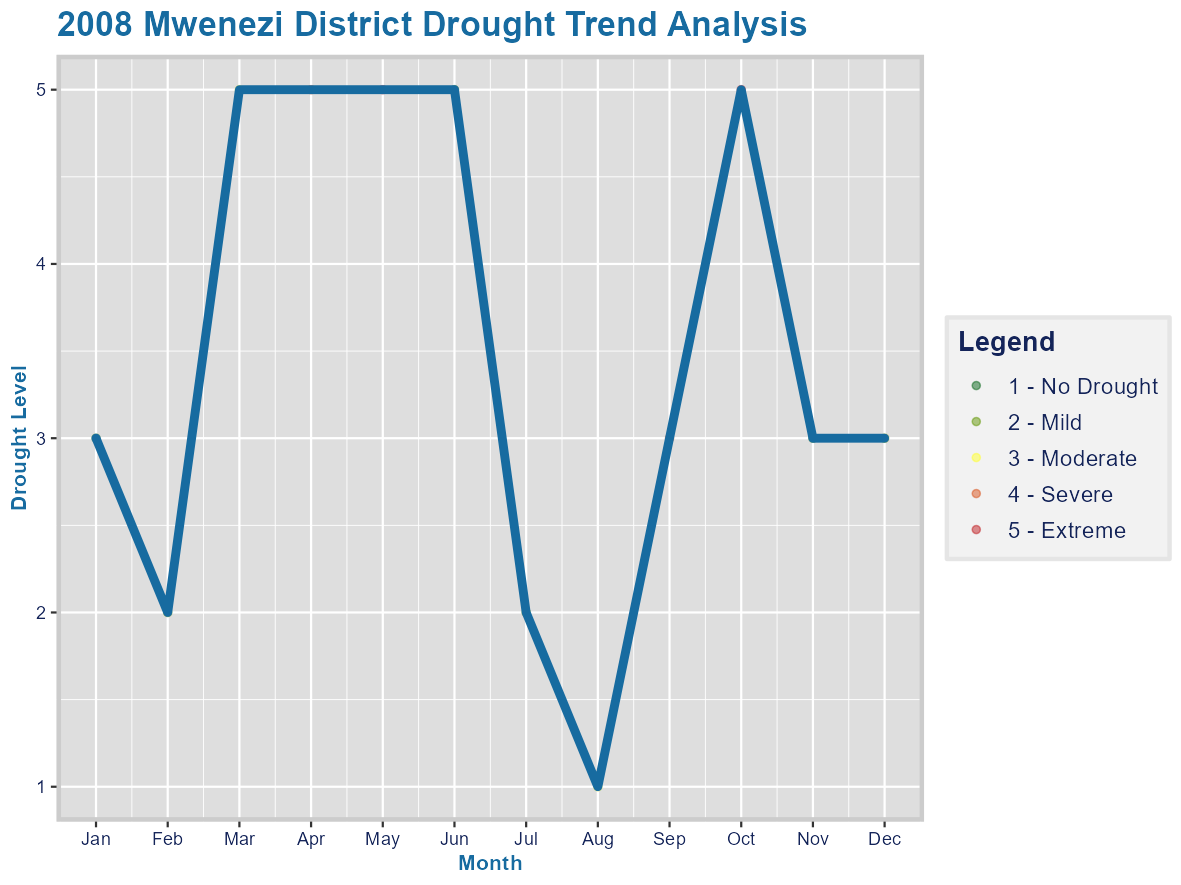 2008 Mwenezi District Drought Trend Analysis
Drought Level
5
4
3
2
1
Jan Feb Mar Apr May Jun Jul Aug Sep Oct Nov Dec
Month
Legend
1 - No Drought
2 - Mild
3 - Moderate
4 - Severe
5 - Extreme